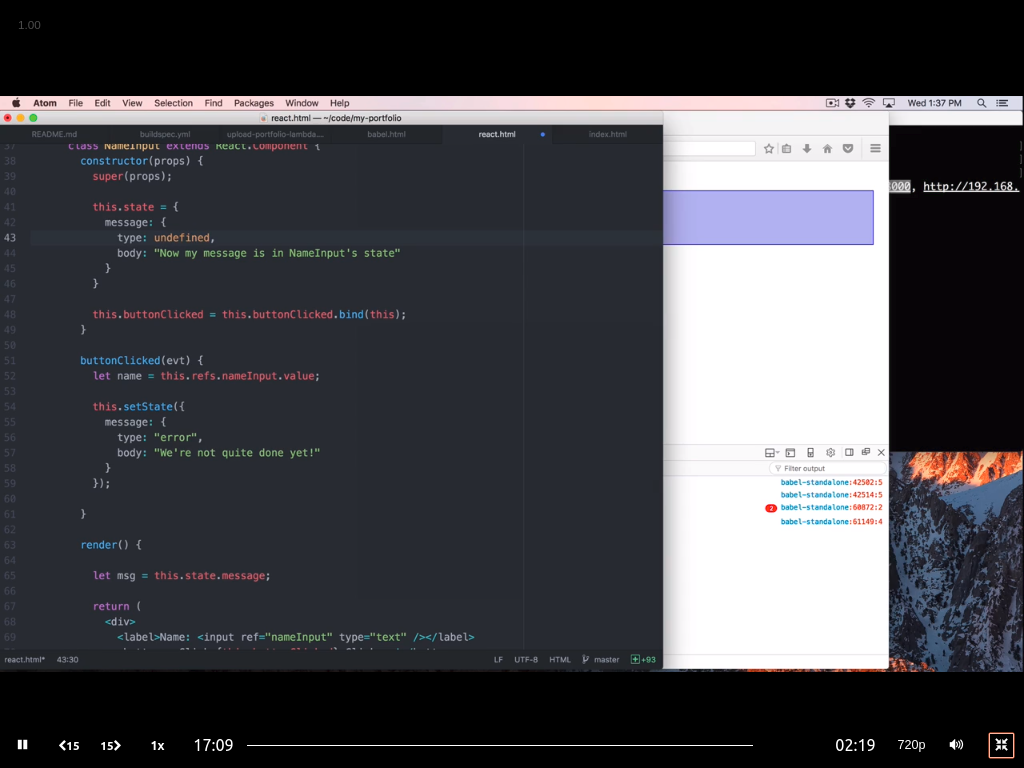 1.00
Atom File Edit View Selection Find Packages Window Help Wed 1:37 PM
react.html — ~/code/my-portfolio
README.md buildspec.yml upload-portfolio-lambda.... babel.html react.html index.html
37 class NameInput extends React.Component {
38 constructor(props) {
39 super(props);
40
41 this.state = {
42 message: {
43 type: undefined,
44 body: "Now my message is in NameInput's state"
45 }
46 }
47
48 this.buttonClicked = this.buttonClicked.bind(this);
49 }
50
51 buttonClicked(evt) {
52 let name = this.refs.nameInput.value;
53
54 this.setState({
55 message: {
56 type: "error",
57 body: "We're not quite done yet!"
58 }
59 });
60
61 }
62
63 render() {
64
65 let msg = this.state.message;
66
67 return (
68 <div>
69 <label>Name: <input ref="nameInput" type="text" /></label>
react.html* 43:30 LF UTF-8 HTML master +93
000, http://192.168.
]
]
Filter output
babel-standalone:42502:5
babel-standalone:42514:5
2 babel-standalone:60872:2
babel-standalone:61149:4
15 15 1x 17:09 02:19 720p